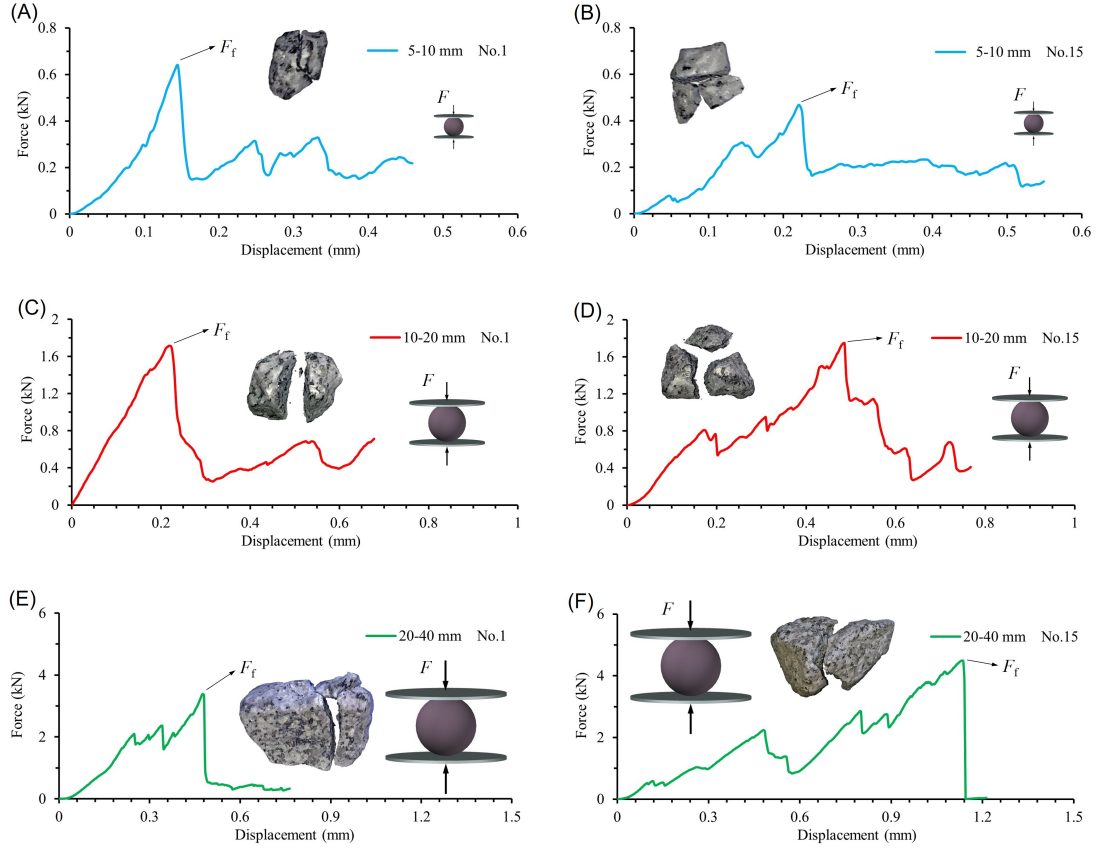 (A)
0.8
0.6
0.4
0.2
0
0 0.1 0.2 0.3 0.4 0.5 0.6
Force (kN)
Displacement (mm)
Ff
5-10 mm No.1
F
(B)
0.8
0.6
0.4
0.2
0
0 0.1 0.2 0.3 0.4 0.5 0.6
Force (kN)
Displacement (mm)
Ff
5-10 mm No.15
F
(C)
2
1.6
1.2
0.8
0.4
0
0 0.2 0.4 0.6 0.8 1
Force (kN)
Displacement (mm)
Ff
10-20 mm No.1
F
(D)
2
1.6
1.2
0.8
0.4
0
0 0.2 0.4 0.6 0.8 1
Force (kN)
Displacement (mm)
Ff
10-20 mm No.15
F
(E)
6
4
2
0
0 0.3 0.6 0.9 1.2 1.5
Force (kN)
Displacement (mm)
Ff
20-40 mm No.1
F
(F)
6
4
2
0
0 0.3 0.6 0.9 1.2 1.5
Force (kN)
Displacement (mm)
Ff
20-40 mm No.15
F